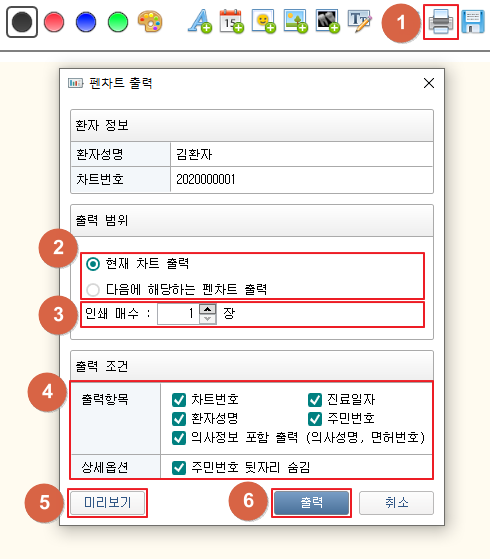 15
1
펜차트 출력
환자 정보
환자성명 김환자
차트번호 2020000001
출력 범위
2
현재 차트 출력
다음에 해당하는 펜차트 출력
3 인쇄 매수 : 1 장
출력 조건
4
출력항목 차트번호 진료일자
환자성명 주민번호
의사정보 포함 출력 (의사성명, 면허번호)
상세옵션 주민번호 뒷자리 숨김
5 미리보기 6 출력 취소